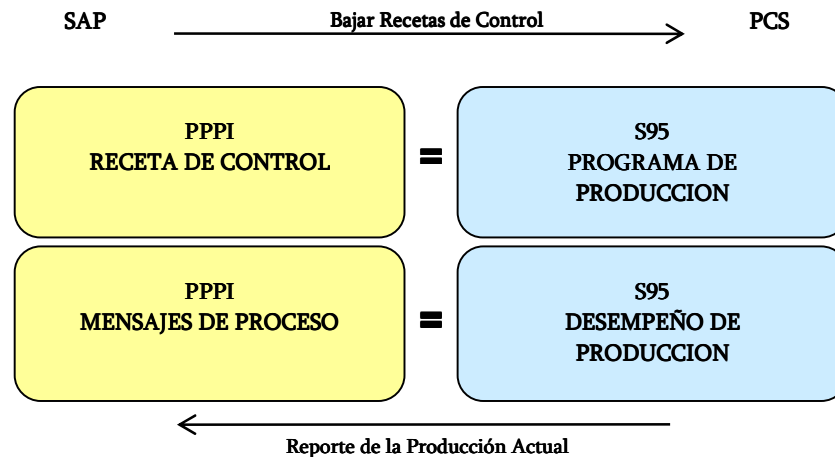 SAP
Bajar Recetas de Control
PCS
PPPI
RECETA DE CONTROL
=
S95
PROGRAMA DE
PRODUCCION
PPPI
MENSAJES DE PROCESO
=
S95
DESEMPEÑO DE
PRODUCCION
Reporte de la Producción Actual